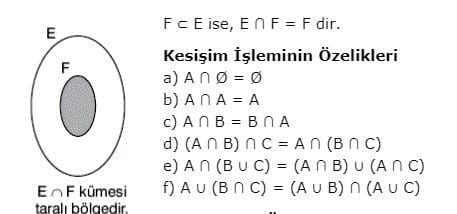 E
F
E ∩ F kümesi
taralı bölgedir.
F ⊂ E ise, E ∩ F = F dir.
Kesişim İşleminin Özelikleri
a) A ∩ Ø = Ø
b) A ∩ A = A
c) A ∩ B = B ∩ A
d) (A ∩ B) ∩ C = A ∩ (B ∩ C)
e) A ∩ (B ∪ C) = (A ∩ B) ∪ (A ∩ C)
f) A ∪ (B ∩ C) = (A ∪ B) ∩ (A ∪ C)